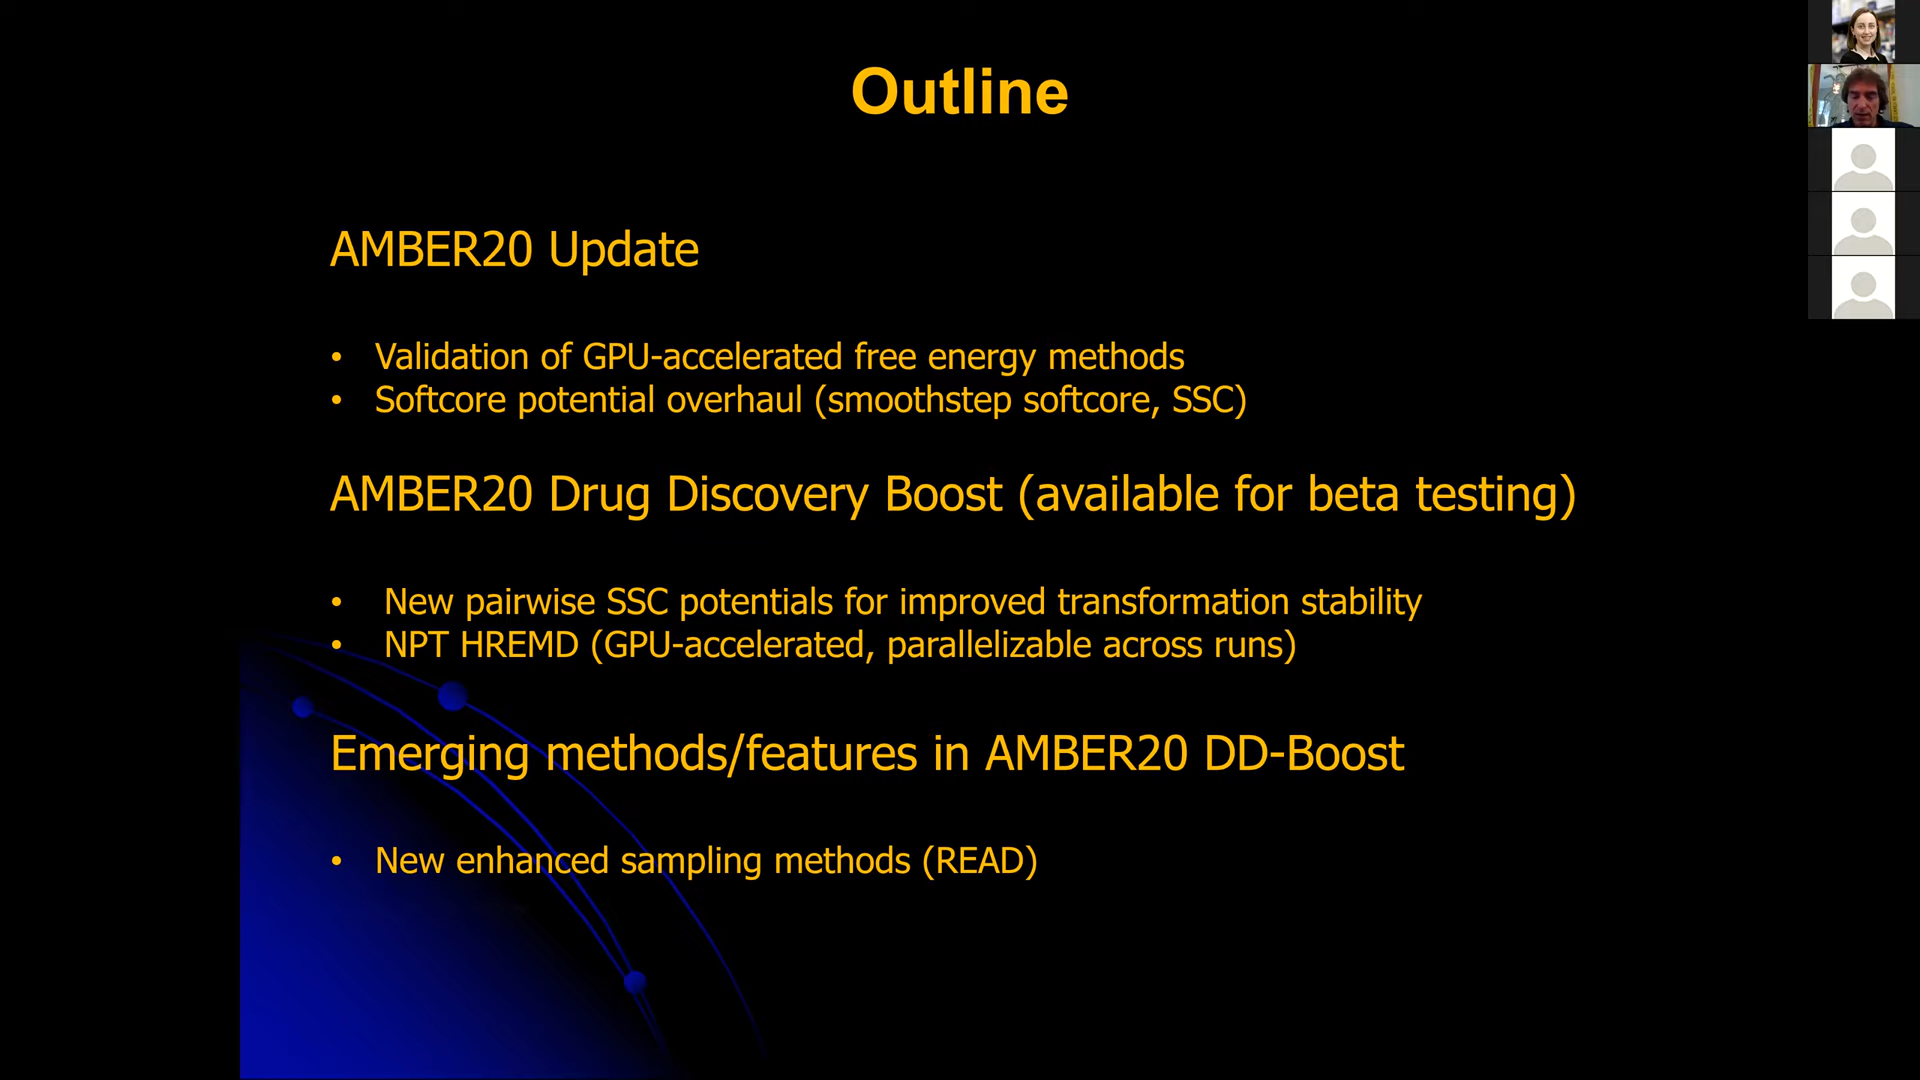 Outline
AMBER20 Update
• Validation of GPU-accelerated free energy methods
• Softcore potential overhaul (smoothstep softcore, SSC)
AMBER20 Drug Discovery Boost (available for beta testing)
• New pairwise SSC potentials for improved transformation stability
• NPT HREMD (GPU-accelerated, parallelizable across runs)
Emerging methods/features in AMBER20 DD-Boost
• New enhanced sampling methods (READ)